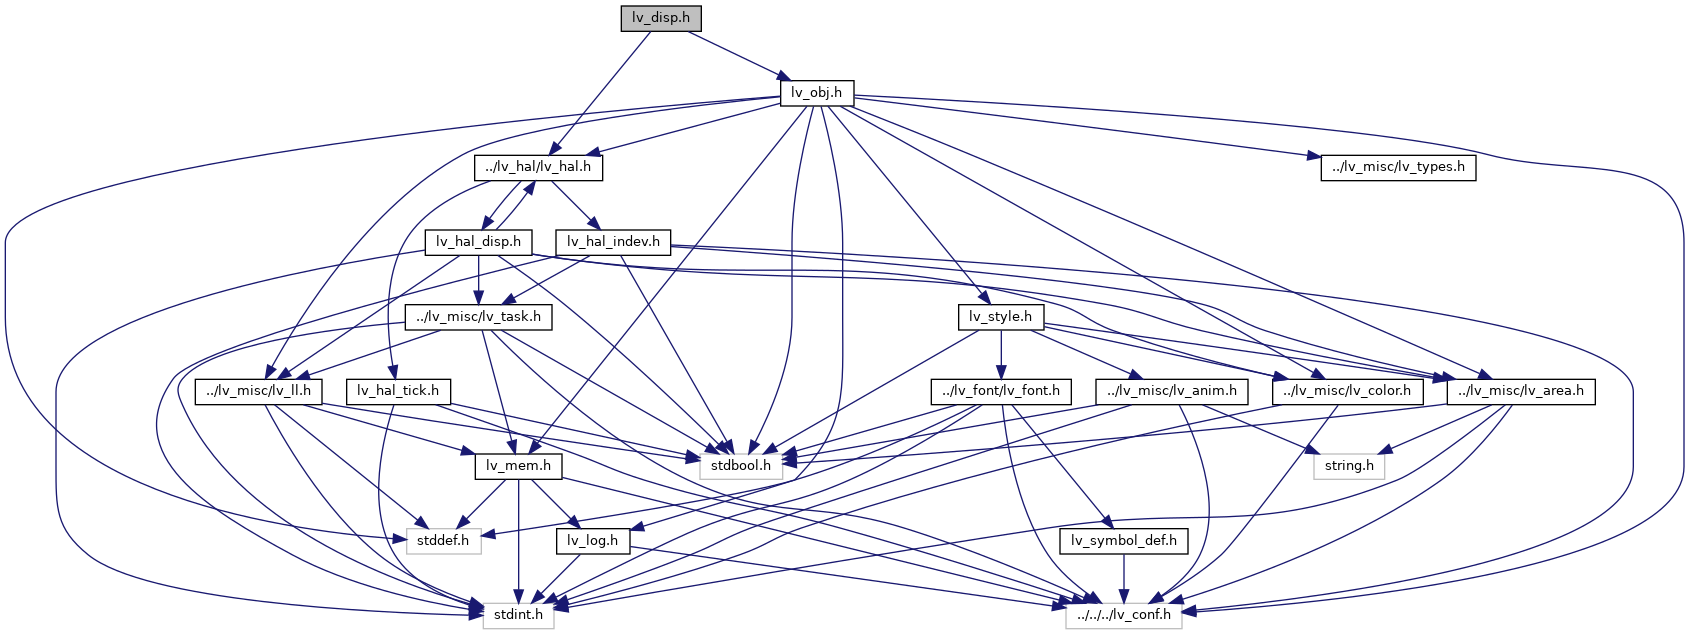 lv_disp.h
lv_obj.h
../lv_hal/lv_hal.h
../lv_misc/lv_types.h
lv_hal_disp.h
lv_hal_indev.h
../lv_misc/lv_task.h
lv_style.h
../lv_misc/lv_ll.h
lv_hal_tick.h
../lv_font/lv_font.h
../lv_misc/lv_anim.h
../lv_misc/lv_color.h
../lv_misc/lv_area.h
lv_mem.h
stdbool.h
string.h
stddef.h
lv_log.h
lv_symbol_def.h
stdint.h
../../../lv_conf.h